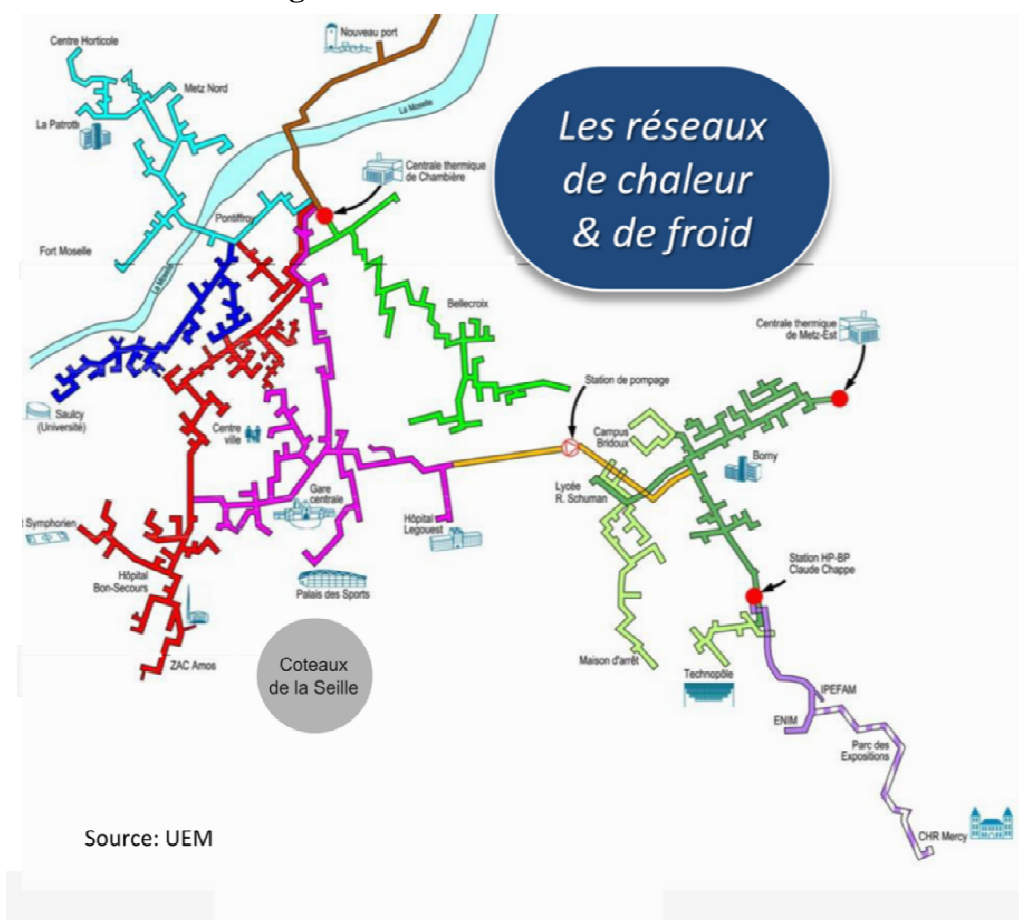 Nouveau port
Centre Horticole
Metz Nord
La Patrotte
La Moselle
Les réseaux
de chaleur
& de froid
Centrale thermique
de Chambière
Pontiffroy
Fort Moselle
La Moselle
Bellecroix
Centrale thermique
de Metz-Est
Station de pompage
Saulcy
(Université)
Centre
ville
Campus
Bridoux
Borny
Gare
centrale
Lycée
R. Schuman
Symphorien
Hôpital
Legouest
Hôpital
Bon-Secours
Station HP-BP
Claude Chappe
Palais des Sports
ZAC Amos
Coteaux
de la Seille
Maison d'arrêt
Technopôle
IPEFAM
ENIM
Parc des
Expositions
Source: UEM
CHR Mercy